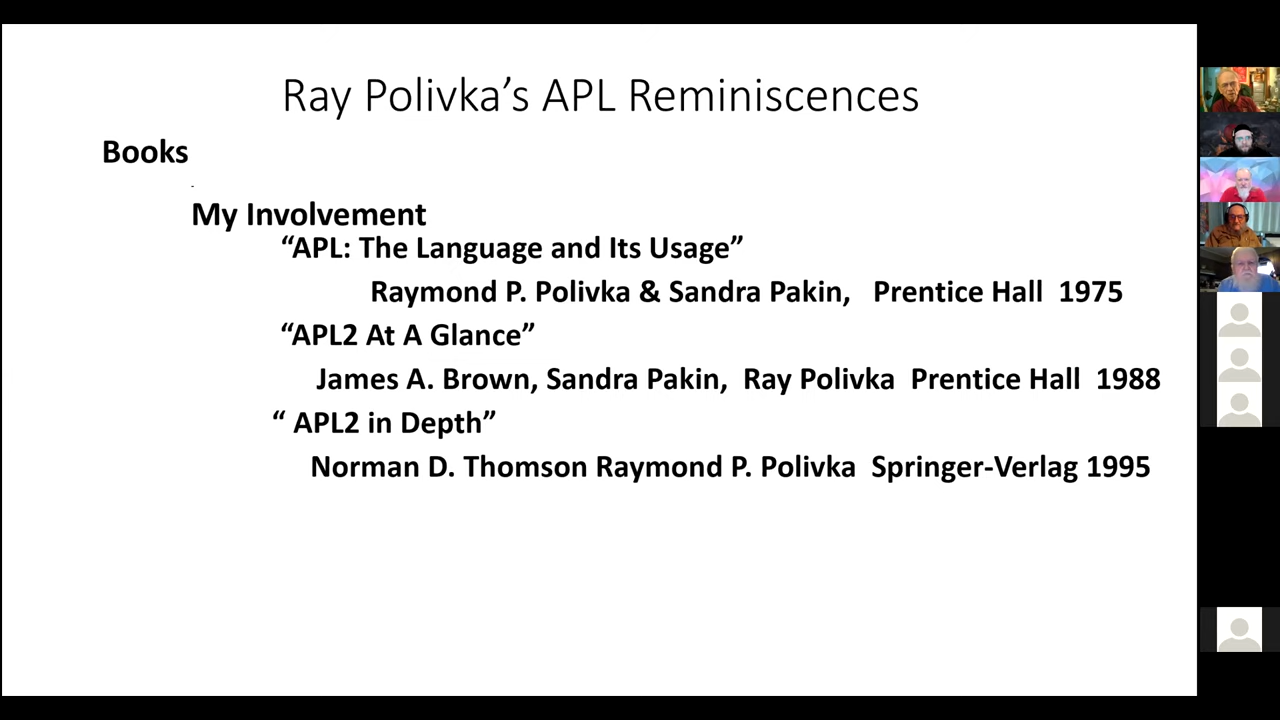 Ray Polivka’s APL Reminiscences
Books
My Involvement
“APL: The Language and Its Usage”
Raymond P. Polivka & Sandra Pakin, Prentice Hall 1975
“APL2 At A Glance”
James A. Brown, Sandra Pakin, Ray Polivka Prentice Hall 1988
“ APL2 in Depth”
Norman D. Thomson Raymond P. Polivka Springer-Verlag 1995